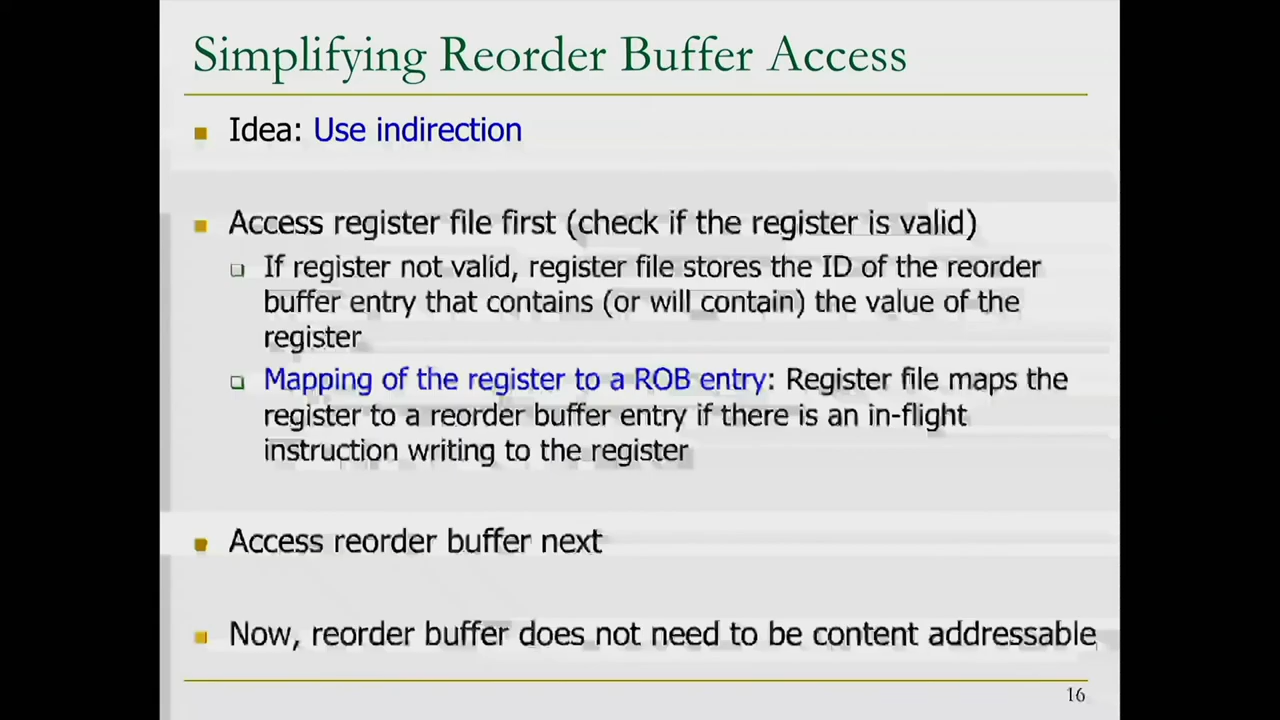 Simplifying Reorder Buffer Access
Idea: Use indirection
Access register file first (check if the register is valid)
If register not valid, register file stores the ID of the reorder
buffer entry that contains (or will contain) the value of the
register
Mapping of the register to a ROB entry: Register file maps the
register to a reorder buffer entry if there is an in-flight
instruction writing to the register
Access reorder buffer next
Now, reorder buffer does not need to be content addressable
16